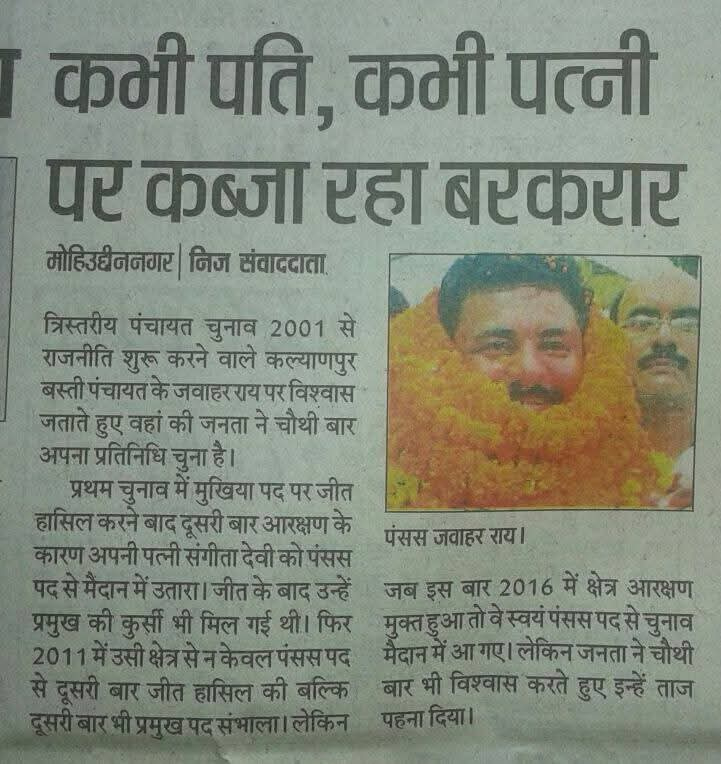 कभी पति, कभी पत्नी
पर कब्जा रहा बरकरार
मोहिउद्दीननगर | निज संवाददाता
त्रिस्तरीय पंचायत चुनाव 2001 से
राजनीति शुरू करने वाले कल्याणपुर
बस्ती पंचायत के जवाहर राय पर विश्वास
जताते हुए वहां की जनता ने चौथी बार
अपना प्रतिनिधि चुना है।
प्रथम चुनाव में मुखिया पद पर जीत
हासिल करने बाद दूसरी बार आरक्षण के
कारण अपनी पत्नी संगीता देवी को पंसस
पद से मैदान में उतारा। जीत के बाद उन्हें
प्रमुख की कुर्सी भी मिल गई थी। फिर
2011 में उसी क्षेत्र से न केवल पंसस पद
से दूसरी बार जीत हासिल की बल्कि
दूसरी बार भी प्रमुख पद संभाला। लेकिन
पंसस जवाहर राय।
जब इस बार 2016 में क्षेत्र आरक्षण
मुक्त हुआ तो वे स्वयं पंसस पद से चुनाव
मैदान में आ गए। लेकिन जनता ने चौथी
बार भी विश्वास करते हुए इन्हें ताज
पहना दिया।